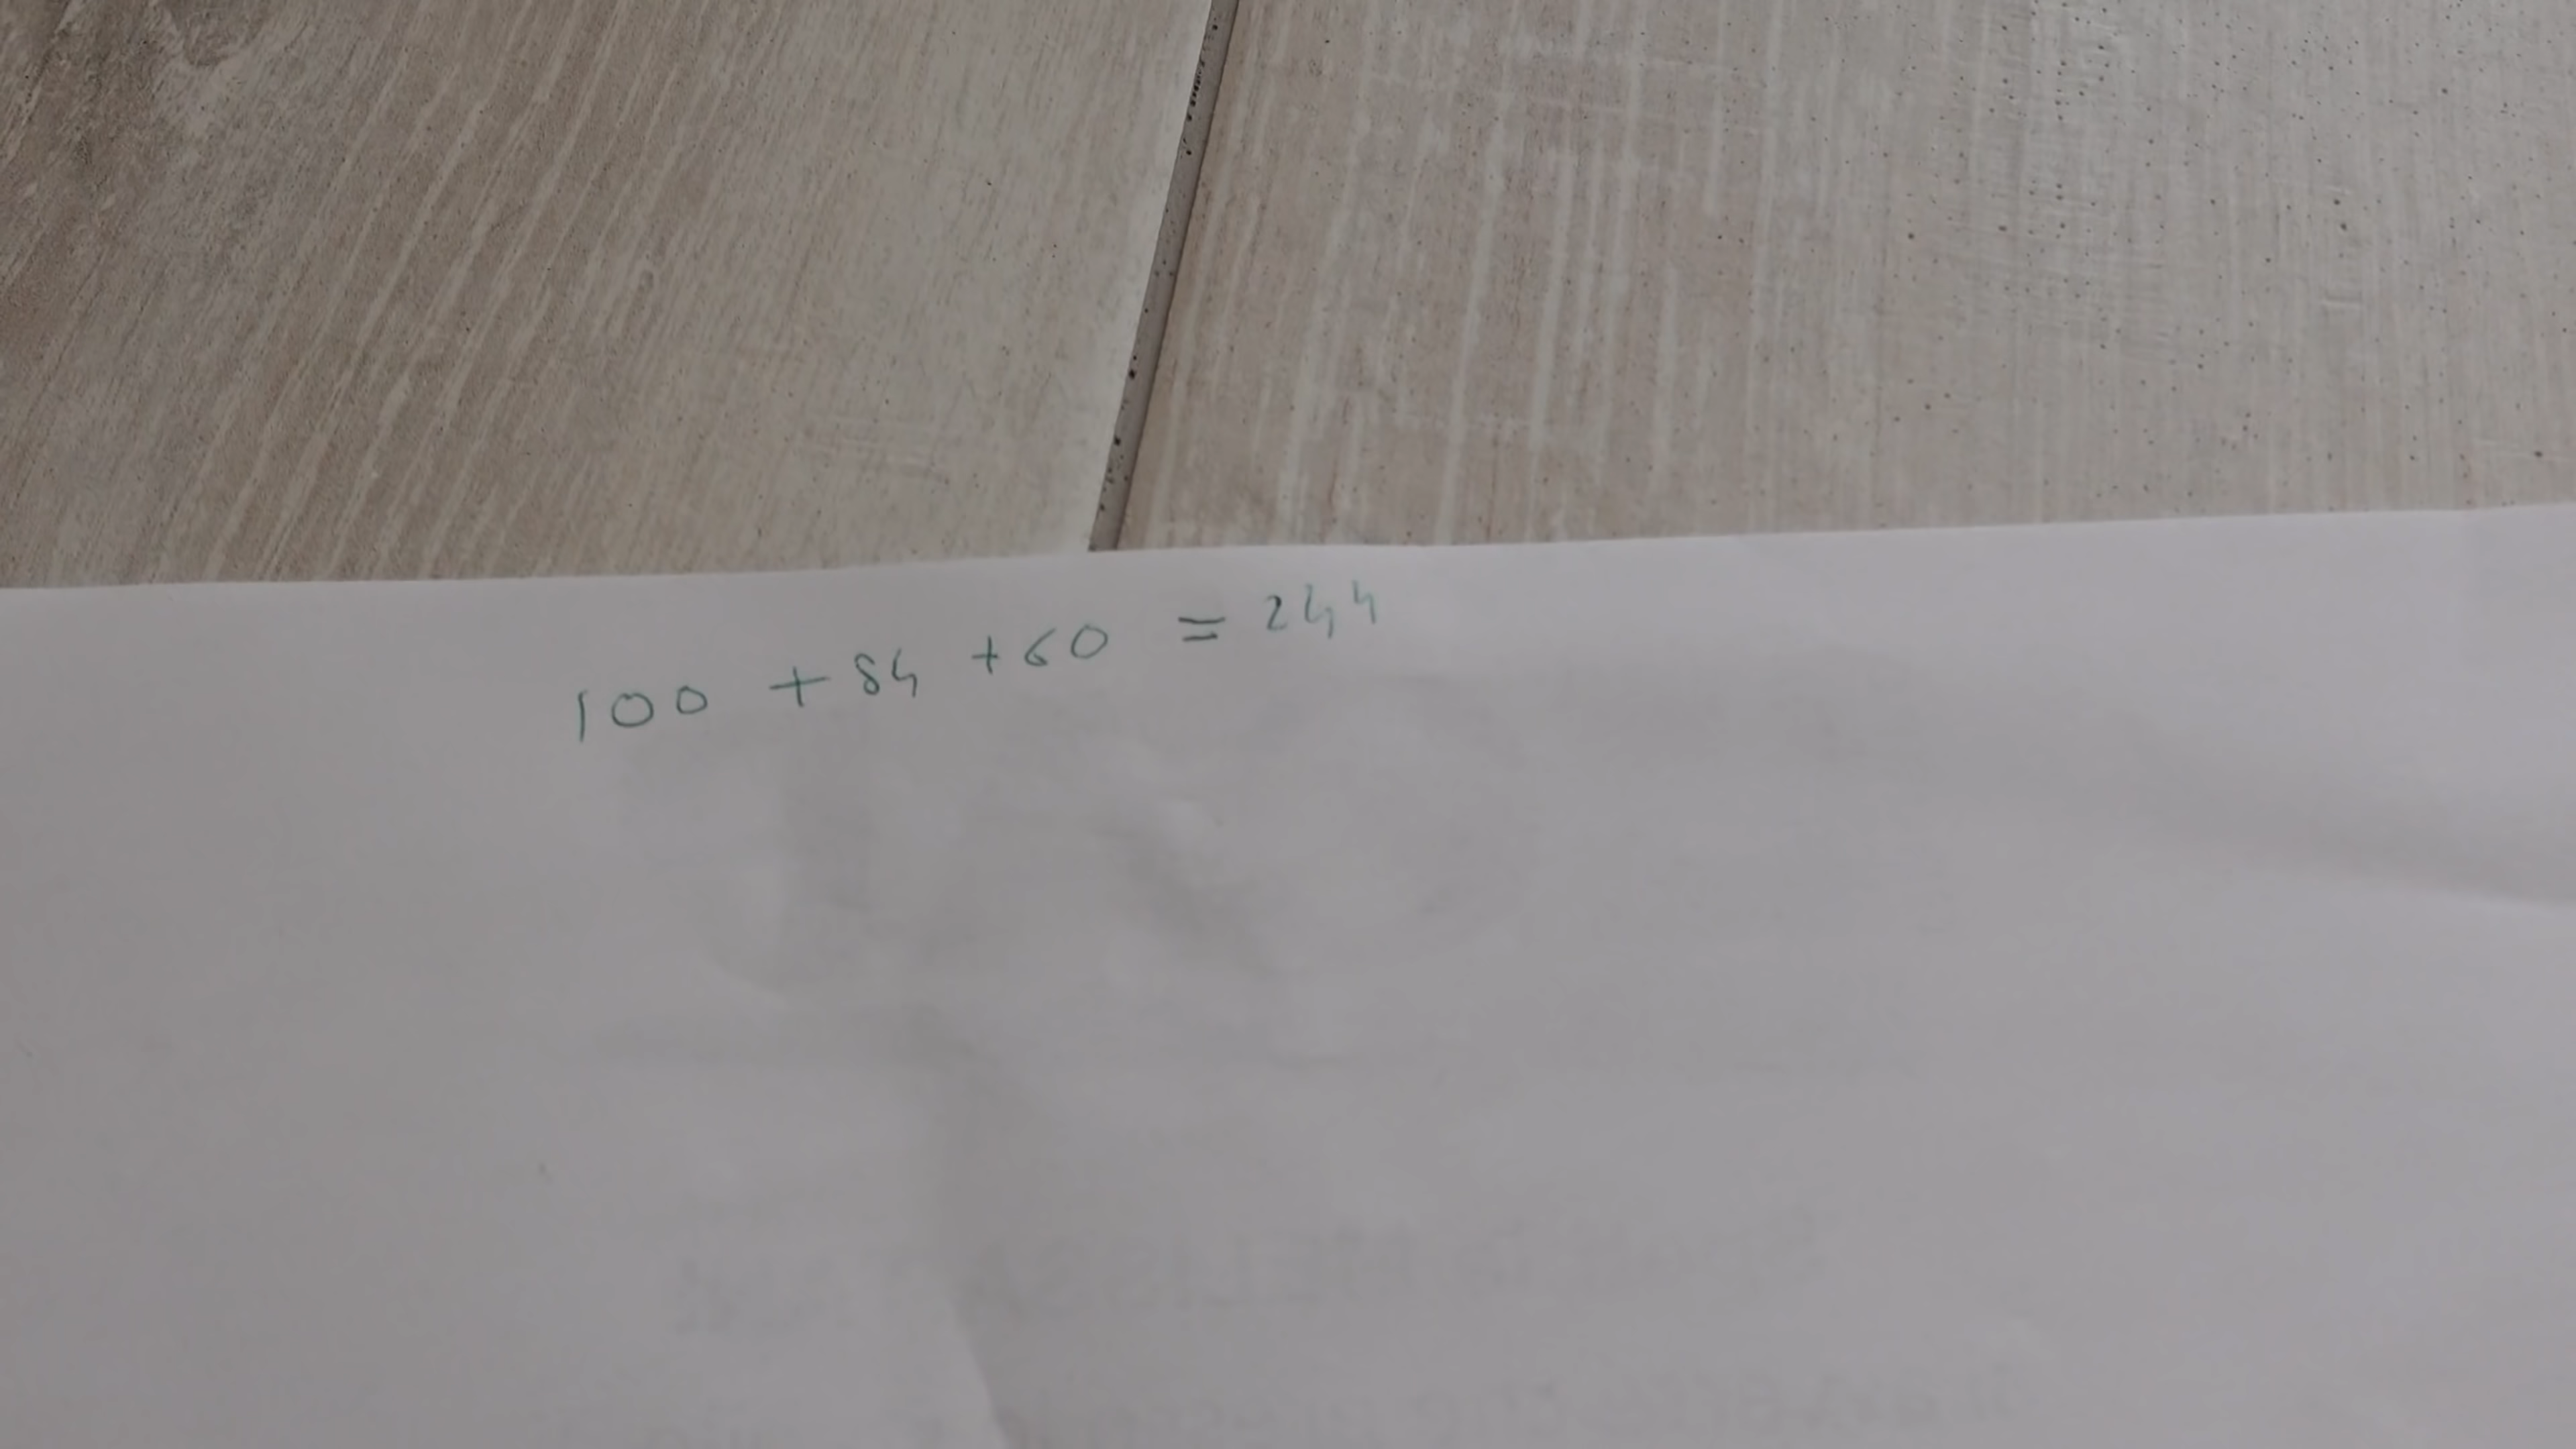 100 + 84 + 60 = 244